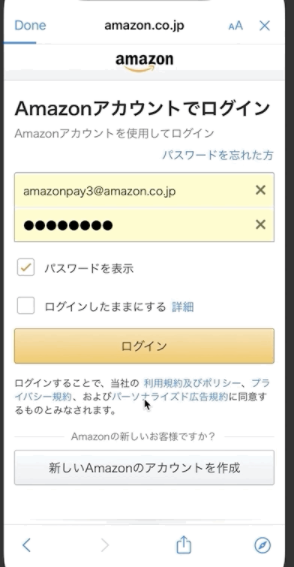 Done
amazon.co.jp
AA
amazon
Amazonアカウントでログイン
Amazonアカウントを使用してログイン
パスワードを忘れた方
amazonpay3@amazon.co.jp
●●●●●●●●
パスワードを表示
ログインしたままにする 詳細
ログイン
ログインすることで、当社の 利用規約及びポリシー、プラ
イバシー規約、およびパーソナライズド広告規約に同意す
るものとみなされます。
Amazonの新しいお客様ですか？
新しいAmazonのアカウントを作成